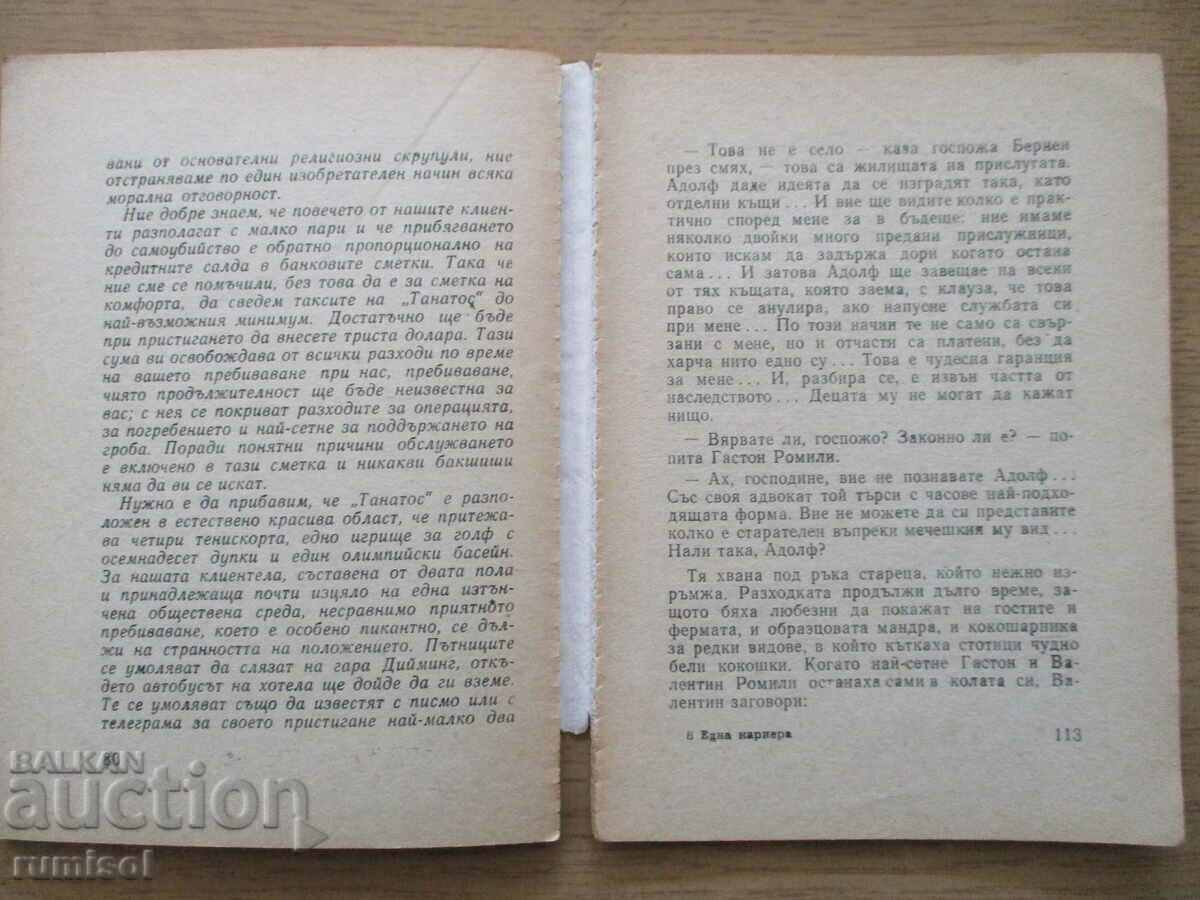 вани от основателни религиозни скрупули, ние
отстраняваме по един изобретателен начин всяка
морална отговорност.
Ние добре знаем, че повечето от нашите клиен-
ти разполагат с малко пари и че прибягването
до самоубийство е обратно пропорционално на
кредитните салда в банковите сметки. Така че
ние сме се помъчили, без това да е за сметка на
комфорта, да сведем таксите на „Танатос" до
най-възможния минимум. Достатъчно ще бъде
при пристигането да внесете триста долара. Тази
сума ви освобождава от всички разходи по време
на вашето пребиваване при нас, пребиваване,
чиято продължителност ще бъде неизвестна за
вас; с нея се покриват разходите за операцията,
за погребението и най-сетне за поддържането на
гроба. Поради понятни причини обслужването
е включено в тази сметка и никакви бакшиши
няма да ви се искат.
Нужно е да прибавим, че „Танатос" е разпо-
ложен в естествено красива област, че притежа-
ва четири тенискорта, едно игрище за голф с
осемнадесет дупки и един олимпийски басейн.
За нашата клиентела, съставена от двата пола
и принадлежаща почти изцяло на една изтън-
чена обществена среда, несравнимо приятното
пребиваване, което е особено пикантно, се дъл-
жи на странността на положението. Пътниците
се умоляват да слязат на гара Дийминг, откъ-
дето автобусът на хотела ще дойде да ги вземе.
Те се умоляват също да известят с писмо или с
телеграма за своето пристигане най-малко два
80
— Това не е село — каза госпожа Бернен
през смях, — това са жилищата на прислугата.
Адолф даде идеята да се изградят така, като
отделни къщи... И вие ще видите колко е прак-
тично според мене за в бъдеще: ние имаме
няколко двойки много предани прислужници,
които искам да задържа дори когато остана
сама... И затова Адолф ще завещае на всеки
от тях къщата, която заема, с клауза, че това
право се анулира, ако напусне службата си
при мене... По този начин те не само са свър-
зани с мене, но и отчасти са платени, без да
харча нито едно су... Това е чудесна гаранция
за мене... И, разбира се, е извън частта от
наследството... Децата му не могат да кажат
нищо.
— Вярвате ли, госпожо? Законно ли е? — по-
пита Гастон Ромили.
— Ах, господине, вие не познавате Адолф...
Със своя адвокат той търси с часове най-подхо-
дящата форма. Вие не можете да си представите
колко е старателен въпреки мечешкия му вид...
Нали така, Адолф?
Тя хвана под ръка стареца, който нежно из-
ръмжа. Разходката продължи дълго време, за-
щото бяха любезни да покажат на гостите и
фермата, и образцовата мандра, и кокошарника
за редки видове, в който кътkaха стотици чудно
бели кокошки. Когато най-сетне Гастон и Ва-
лентин Ромили останаха сами в колата си, Ва-
лентин заговори:
8 Една кариера
113
BALKAN
auction
rumisol